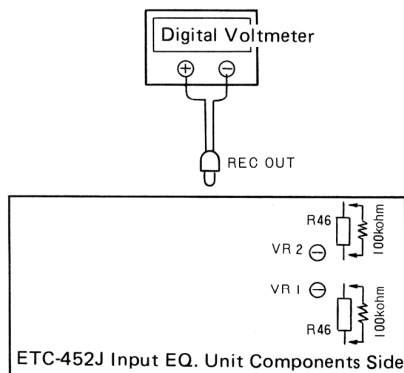 Digital Voltmeter
+ −
REC OUT
R46
100kohm
VR 2
VR 1
R46
100kohm
ETC-452J Input EQ. Unit Components Side